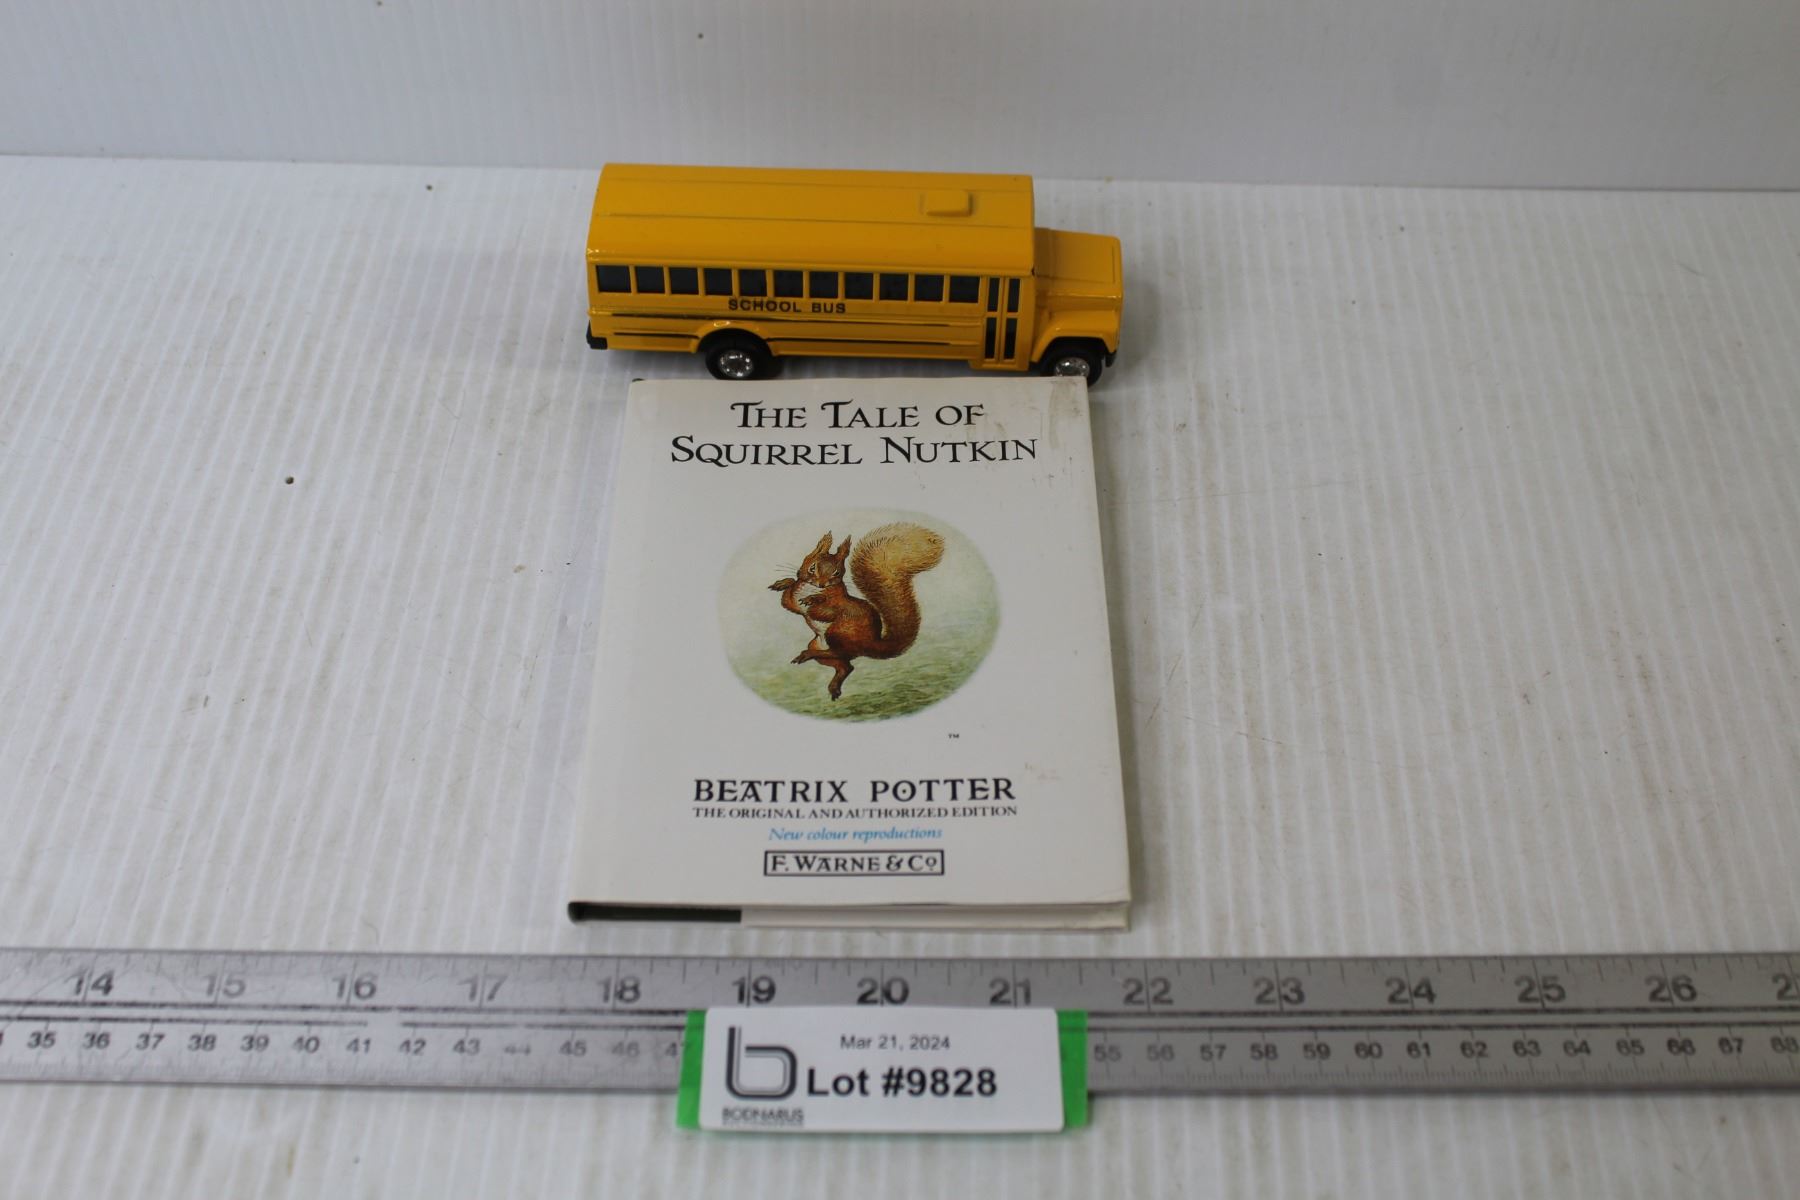 SCHOOL BUS
THE TALE OF
SQUIRREL NUTKIN
TM
BEATRIX POTTER
THE ORIGINAL AND AUTHORIZED EDITION
New colour reproductions
F. WARNE & Co
14 15 16 17 18 19 20 21 22 23 24 25 26
35 36 37 38 39 40 41 42 43 44 45 46 55 56 57 58 59 60 61 62 63 64 65 66 67 68
Mar 21, 2024
Lot #9828
BODNARUS